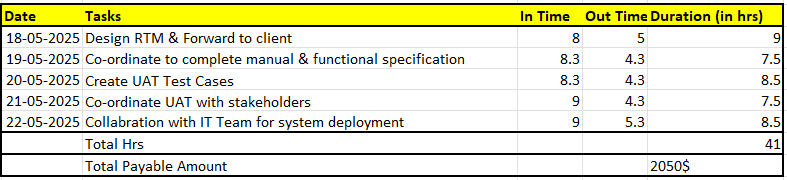 Date Tasks In Time Out Time Duration (in hrs)
18-05-2025 Design RTM & Forward to client 8 5 9
19-05-2025 Co-ordinate to complete manual & functional specification 8.3 4.3 7.5
20-05-2025 Create UAT Test Cases 8.3 4.3 8.5
21-05-2025 Co-ordinate UAT with stakeholders 9 4.3 7.5
22-05-2025 Collabration with IT Team for system deployment 9 5.3 8.5
Total Hrs 41
Total Payable Amount 2050$